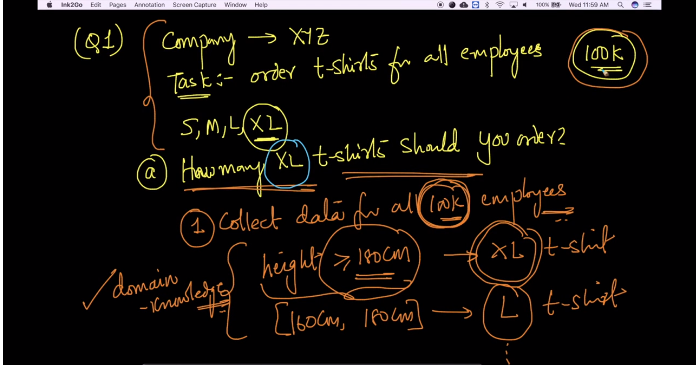 Ink2Go Edit Pages Annotation Screen Capture Window Help 100% Wed 11:59 AM
(Q1) Company → XYZ
Task:- order t-shirts for all employees 100K
S, M, L, XL
(a) How many XL t-shirts should you order?
(1) Collect data for all 100K employees
height ≥ 180cm → XL t-shirt
✓ domain
-knowledge
[160cm, 180cm] → L t-shirt